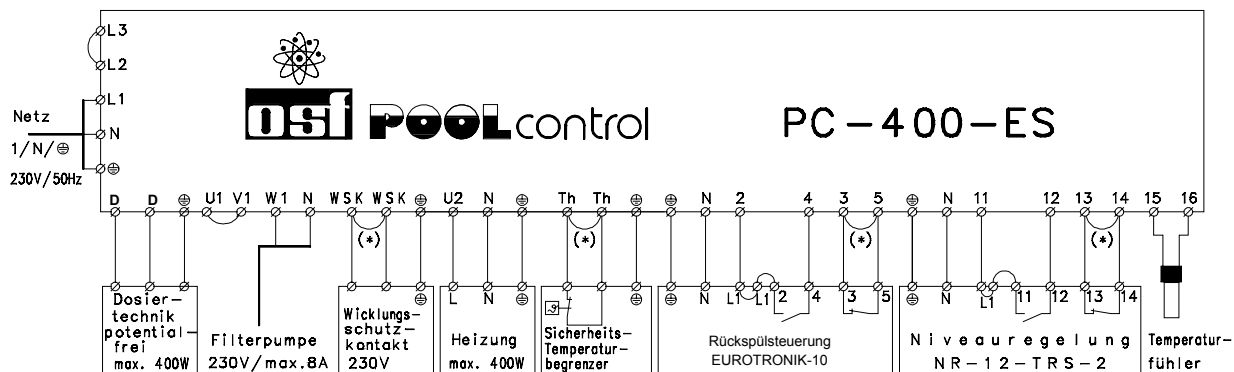 L3
L2
L1
N
Netz
1/N/⏚
230V/50Hz
osf POOLcontrol
PC-400-ES
D D ⏚ U1 V1 W1 N WSK WSK ⏚ U2 N ⏚ Th Th ⏚ ⏚ N 2 4 3 5 ⏚ N 11 12 13 14 15 16
(*) (*) (*) (*)
⏚ L N ⏚ ⏚ ⏚ N L1 L1 2 4 3 5 ⏚ N L1 11 12 13 14
Dosier-
technik
potential-
frei
max. 400W
Filterpumpe
230V/max.8A
Wicklungs-
schutz-
kontakt
230V
Heizung
max. 400W
Sicherheits-
Temperatur-
begrenzer
Rückspülsteuerung
EUROTRONIK-10
Niveauregelung
NR-12-TRS-2
Temperatur-
fühler